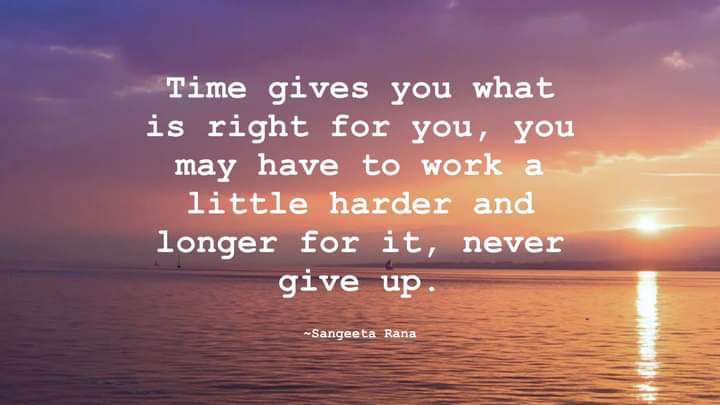 Time gives you what
is right for you, you
may have to work a
little harder and
longer for it, never
give up.
~Sangeeta Rana